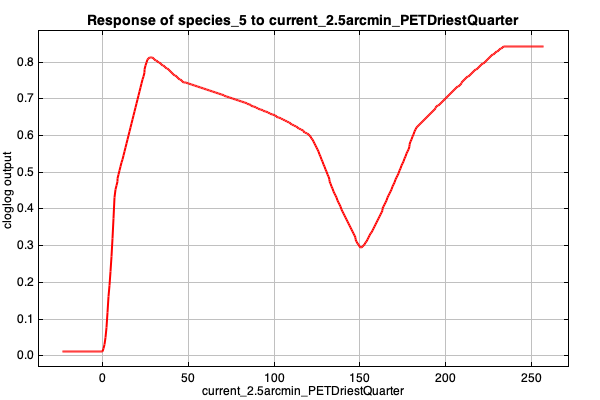 Response of species_5 to current_2.5arcmin_PETDriestQuarter
cloglog output
0.8
0.7
0.6
0.5
0.4
0.3
0.2
0.1
0.0
0 50 100 150 200 250
current_2.5arcmin_PETDriestQuarter